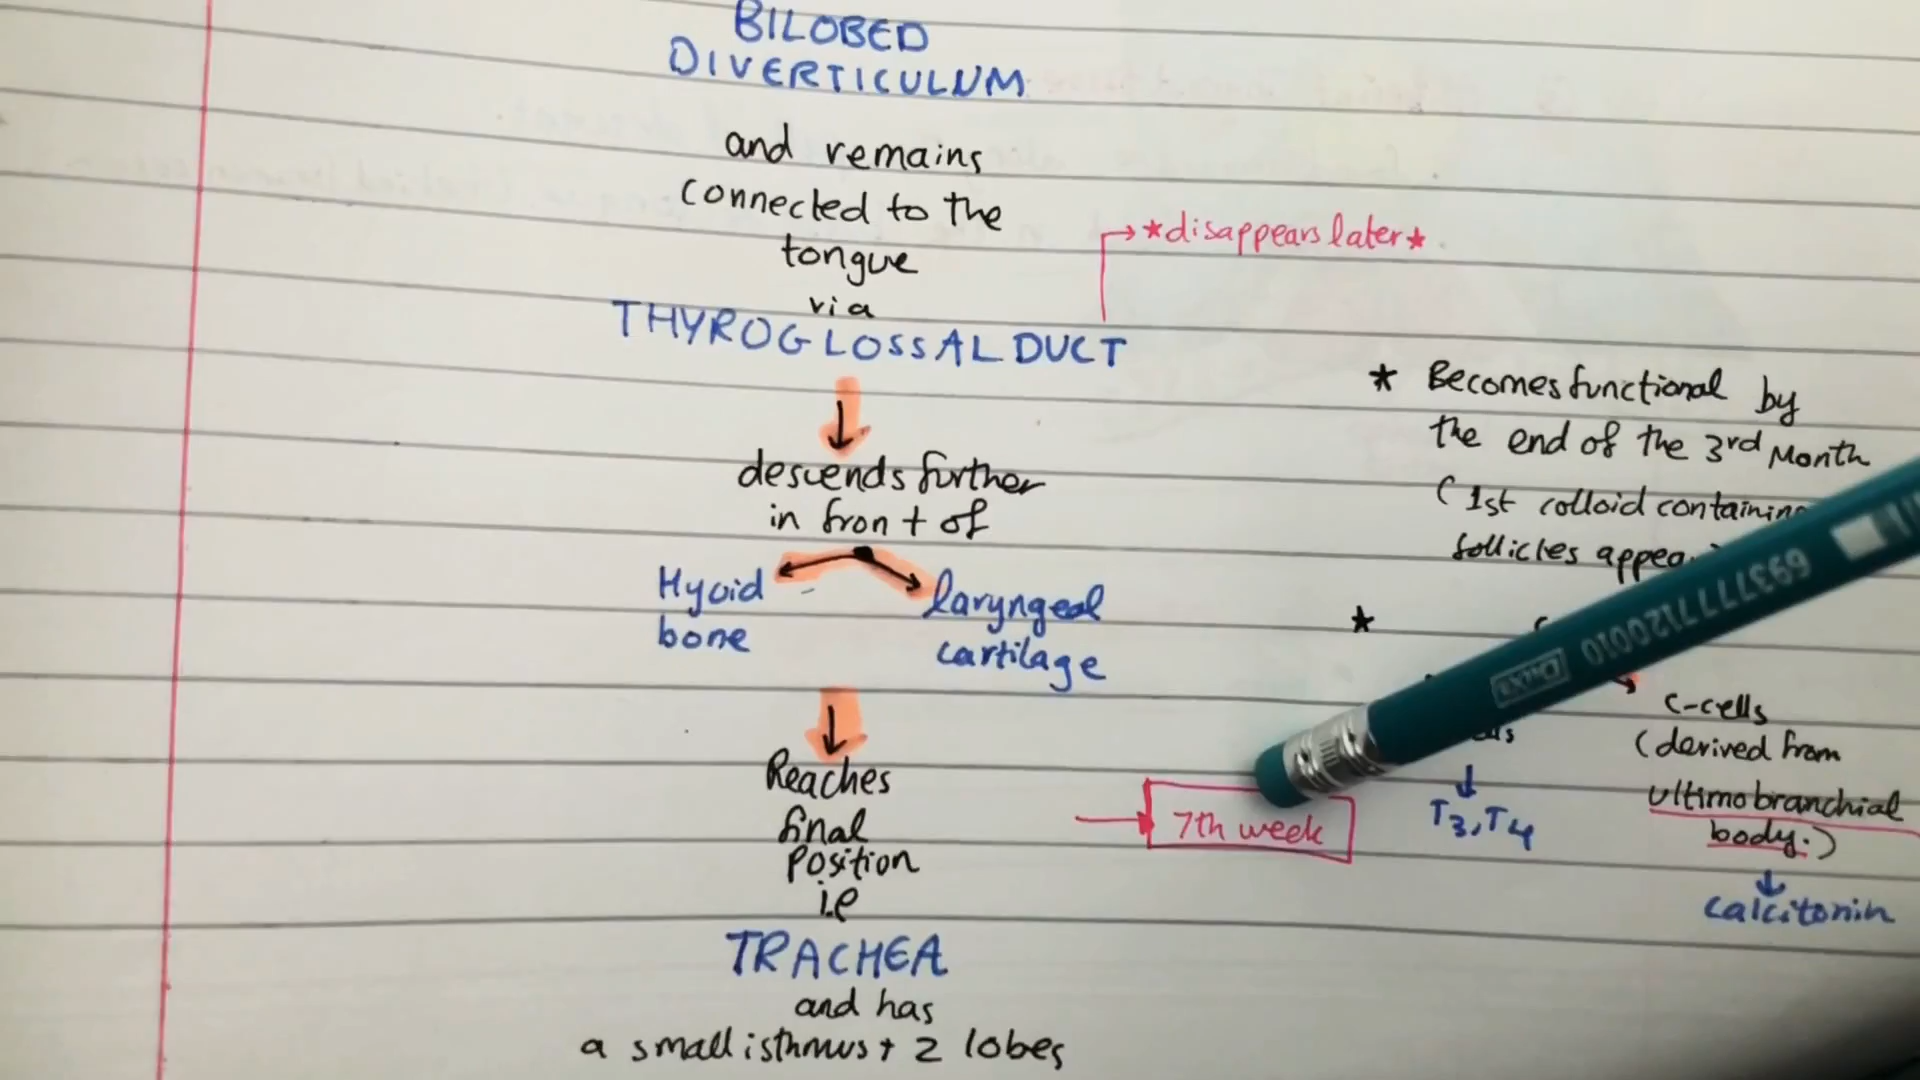 BILOBED
DIVERTICULUM
and remains
connected to the
tongue
via
THYROGLOSSAL DUCT
→ *disappears later*
descends further
in front of
Hyoid
bone
laryngeal
cartilage
Reaches
final
Position
i.e
TRACHEA
and has
a small isthmus + 2 lobes
→ 7th week
* Becomes functional by
the end of the 3rd Month
(1st colloid containing
follicles appear
*
C-cells
(derived from
ultimobranchial
body.)
T3, T4
calcitonin
6937777120010